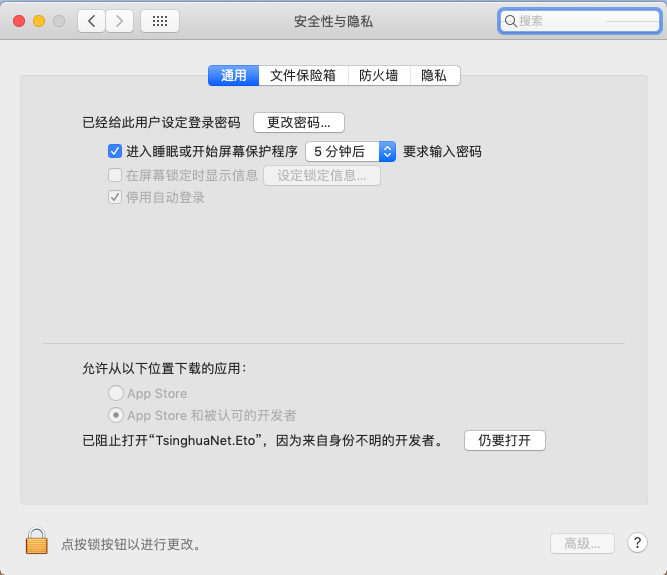 安全性与隐私
搜索
通用 文件保险箱 防火墙 隐私
已经给此用户设定登录密码 更改密码...
进入睡眠或开始屏幕保护程序 5 分钟后 要求输入密码
在屏幕锁定时显示信息 设定锁定信息...
停用自动登录
允许从以下位置下载的应用：
App Store
App Store 和被认可的开发者
已阻止打开“TsinghuaNet.Eto”，因为来自身份不明的开发者。 仍要打开
点按锁按钮以进行更改。 高级... ?